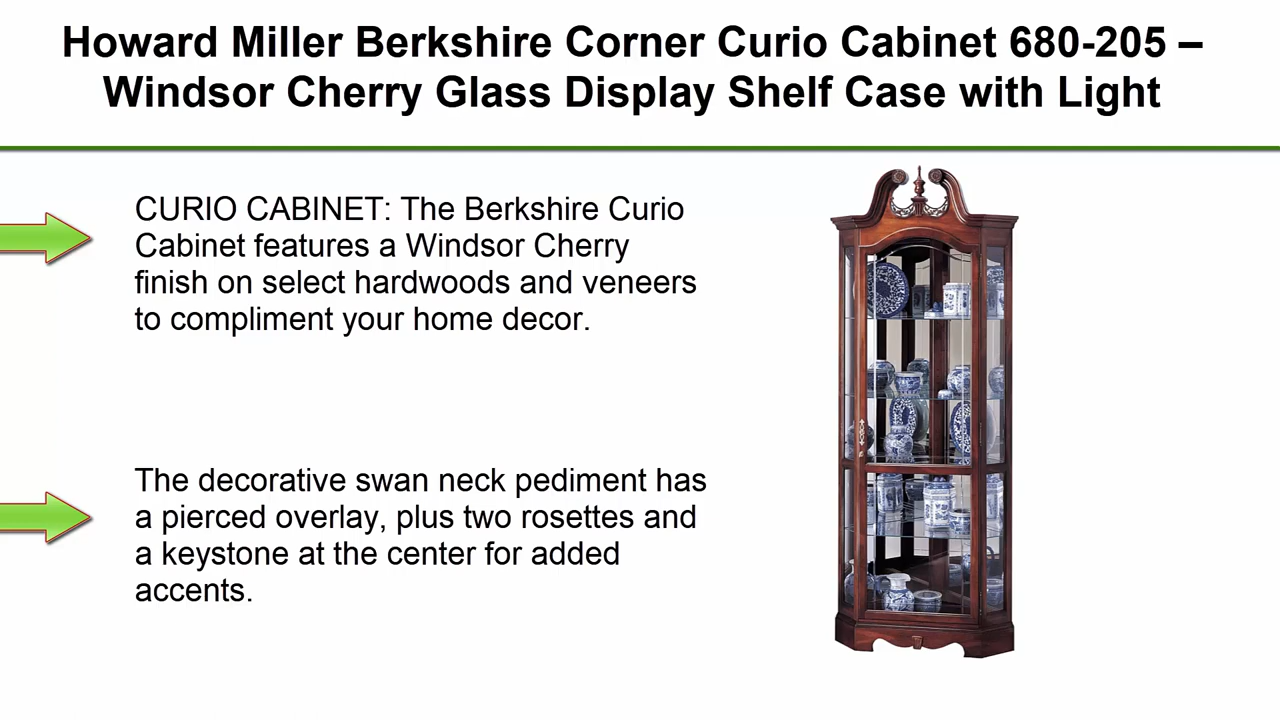 Howard Miller Berkshire Corner Curio Cabinet 680-205 –
Windsor Cherry Glass Display Shelf Case with Light
CURIO CABINET: The Berkshire Curio
Cabinet features a Windsor Cherry
finish on select hardwoods and veneers
to compliment your home decor.
The decorative swan neck pediment has
a pierced overlay, plus two rosettes and
a keystone at the center for added
accents.